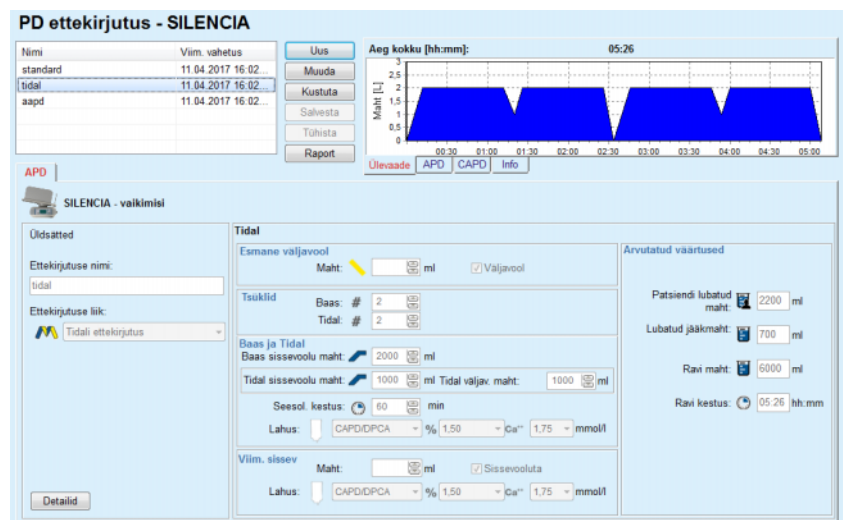 PD ettekirjutus - SILENCIA
Nimi Viim. vahetus
standard 11.04.2017 16:02...
tidal 11.04.2017 16:02...
aapd 11.04.2017 16:02...
Uus
Muuda
Kustuta
Salvesta
Tühista
Raport
Aeg kokku [hh:mm]: 05:26
Maht [L]
3
2,5
2
1,5
1
0,5
0
00:30 01:00 01:30 02:00 02:30 03:00 03:30 04:00 04:30 05:00
Ülevaade APD CAPD Info
APD
SILENCIA - vaikimisi
Üldsätted
Ettekirjutuse nimi:
tidal
Ettekirjutuse liik:
Tidali ettekirjutus
Detailid
Tidal
Esmane väljavool
Maht: ml Väljavool
Tsüklid
Baas: # 2
Tidal: # 2
Baas ja Tidal
Baas sissevoolu maht: 2000 ml
Tidal sissevoolu maht: 1000 ml Tidal väljav. maht: 1000 ml
Seesol. kestus: 60 min
Lahus: CAPD/DPCA % 1,50 Ca⁺⁺ 1,75 mmol/l
Viim. sissev
Maht: ml Sissevooluta
Lahus: CAPD/DPCA % 1,50 Ca⁺⁺ 1,75 mmol/l
Arvutatud väärtused
Patsiendi lubatud
maht: 2200 ml
Lubatud jääkmaht: 700 ml
Ravi maht: 6000 ml
Ravi kestus: 05:26 hh:mm